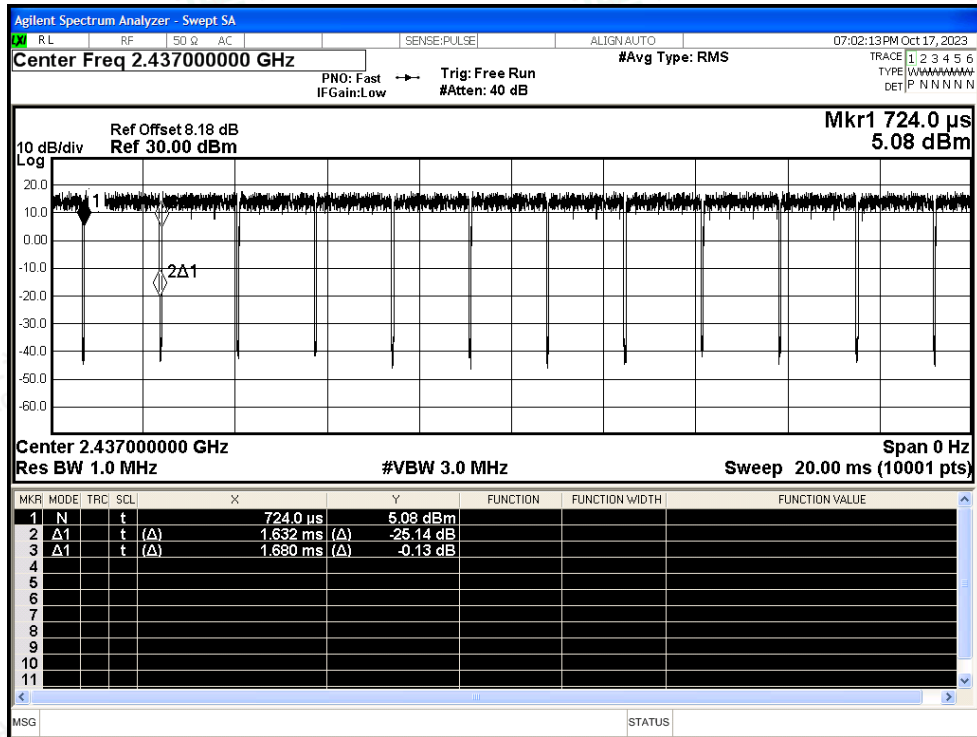 Agilent Spectrum Analyzer - Swept SA
LXI RL RF 50 Ω AC SENSE:PULSE ALIGN AUTO 07:02:13 PM Oct 17, 2023
Center Freq 2.437000000 GHz
#Avg Type: RMS
TRACE 1 2 3 4 5 6
TYPE
DET P N N N N N
PNO: Fast
IFGain:Low
Trig: Free Run
#Atten: 40 dB
Mkr1 724.0 µs
5.08 dBm
Ref Offset 8.18 dB
10 dB/div Ref 30.00 dBm
Log
20.0
10.0
0.00
-10.0
-20.0
-30.0
-40.0
-50.0
-60.0
1
2Δ1
Center 2.437000000 GHz Span 0 Hz
Res BW 1.0 MHz #VBW 3.0 MHz Sweep 20.00 ms (10001 pts)
MKR MODE TRC SCL X Y FUNCTION FUNCTION WIDTH FUNCTION VALUE
1 N t 724.0 µs 5.08 dBm
2 Δ1 t (Δ) 1.632 ms (Δ) -25.14 dB
3 Δ1 t (Δ) 1.680 ms (Δ) -0.13 dB
4
5
6
7
8
9
10
11
MSG STATUS